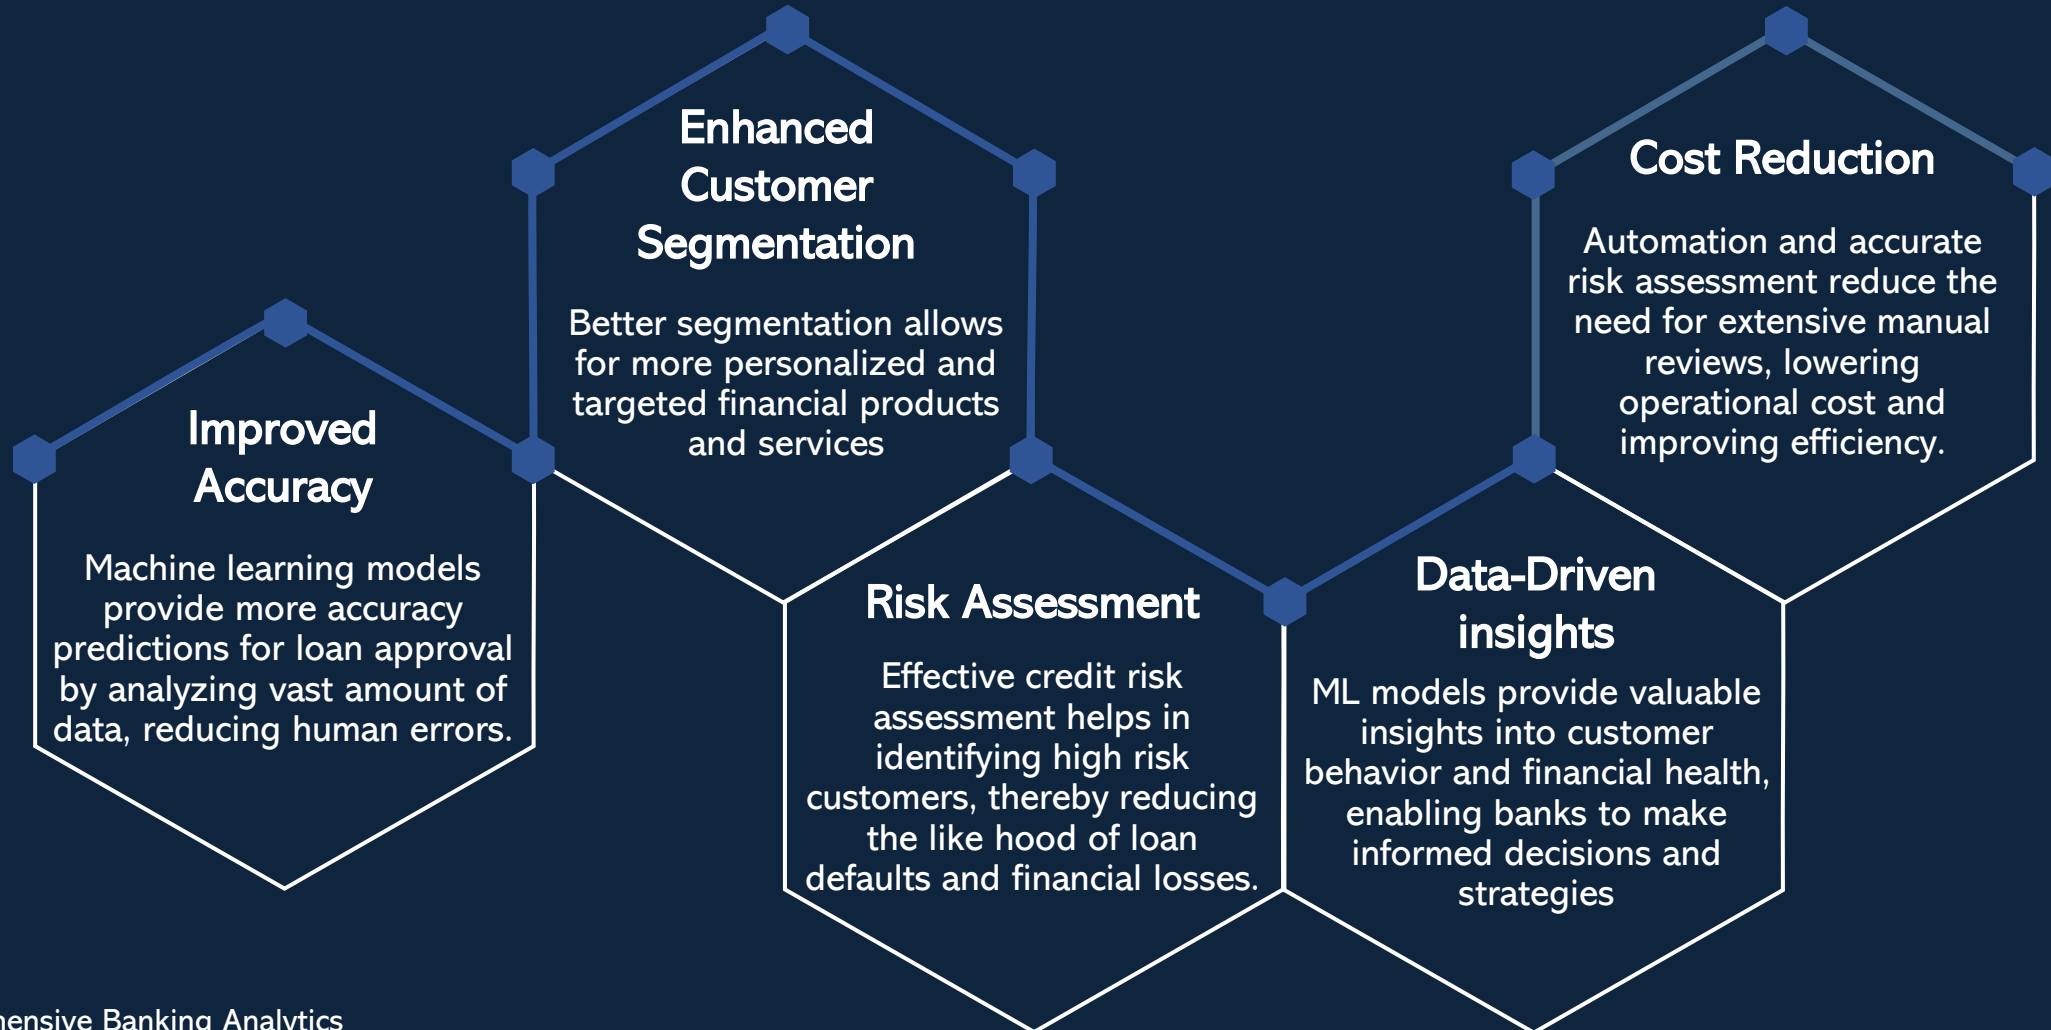 Improved
Accuracy
Machine learning models
provide more accuracy
predictions for loan approval
by analyzing vast amount of
data, reducing human errors.
Enhanced
Customer
Segmentation
Better segmentation allows
for more personalized and
targeted financial products
and services
Risk Assessment
Effective credit risk
assessment helps in
identifying high risk
customers, thereby reducing
the like hood of loan
defaults and financial losses.
Data-Driven
insights
ML models provide valuable
insights into customer
behavior and financial health,
enabling banks to make
informed decisions and
strategies
Cost Reduction
Automation and accurate
risk assessment reduce the
need for extensive manual
reviews, lowering
operational cost and
improving efficiency.
Banking Analytics